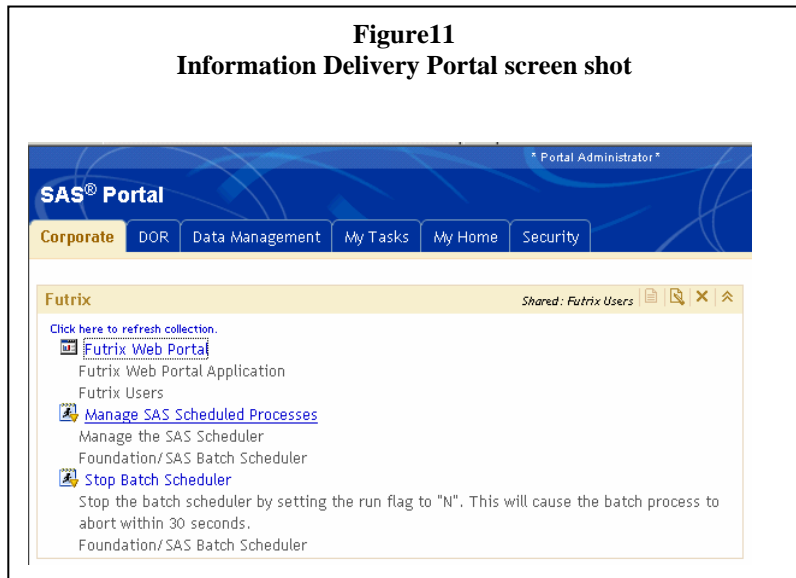 Figure11
Information Delivery Portal screen shot
* Portal Administrator *
SAS® Portal
Corporate DOR Data Management My Tasks My Home Security
Futrix Shared: Futrix Users
Click here to refresh collection.
Futrix Web Portal
Futrix Web Portal Application
Futrix Users
Manage SAS Scheduled Processes
Manage the SAS Scheduler
Foundation/SAS Batch Scheduler
Stop Batch Scheduler
Stop the batch scheduler by setting the run flag to "N". This will cause the batch process to
abort within 30 seconds.
Foundation/SAS Batch Scheduler